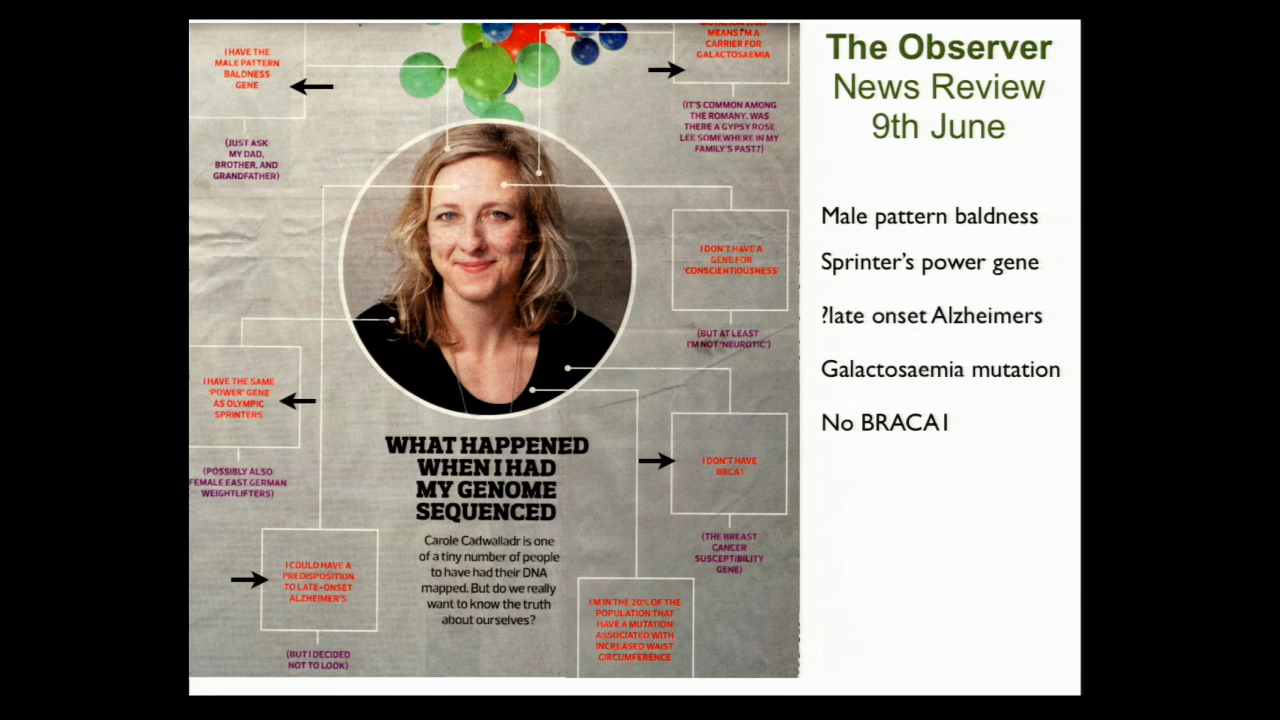 I HAVE THE
MALE PATTERN
BALDNESS
GENE
(JUST ASK
MY DAD,
BROTHER, AND
GRANDFATHER)
MUTATION THAT
MEANS I'M A
CARRIER FOR
GALACTOSAEMIA
(IT'S COMMON AMONG
THE ROMANY. WAS
THERE A GYPSY ROSE
LEE SOMEWHERE IN MY
FAMILY'S PAST?)
I DON'T HAVE A
GENE FOR
'CONSCIENTIOUSNESS'
(BUT AT LEAST
I'M NOT 'NEUROTIC')
I HAVE THE SAME
'POWER' GENE
AS OLYMPIC
SPRINTERS
(POSSIBLY ALSO
FEMALE EAST GERMAN
WEIGHTLIFTERS)
WHAT HAPPENED
WHEN I HAD
MY GENOME
SEQUENCED
Carole Cadwalladr is one
of a tiny number of people
to have had their DNA
mapped. But do we really
want to know the truth
about ourselves?
I DON'T HAVE
BRCA1
(THE BREAST
CANCER
SUSCEPTIBILITY
GENE)
I COULD HAVE A
PREDISPOSITION
TO LATE-ONSET
ALZHEIMER'S
(BUT I DECIDED
NOT TO LOOK)
I'M IN THE 20% OF THE
POPULATION THAT
HAVE A MUTATION
ASSOCIATED WITH
INCREASED WAIST
CIRCUMFERENCE
The Observer
News Review
9th June
Male pattern baldness
Sprinter's power gene
?late onset Alzheimers
Galactosaemia mutation
No BRACA1